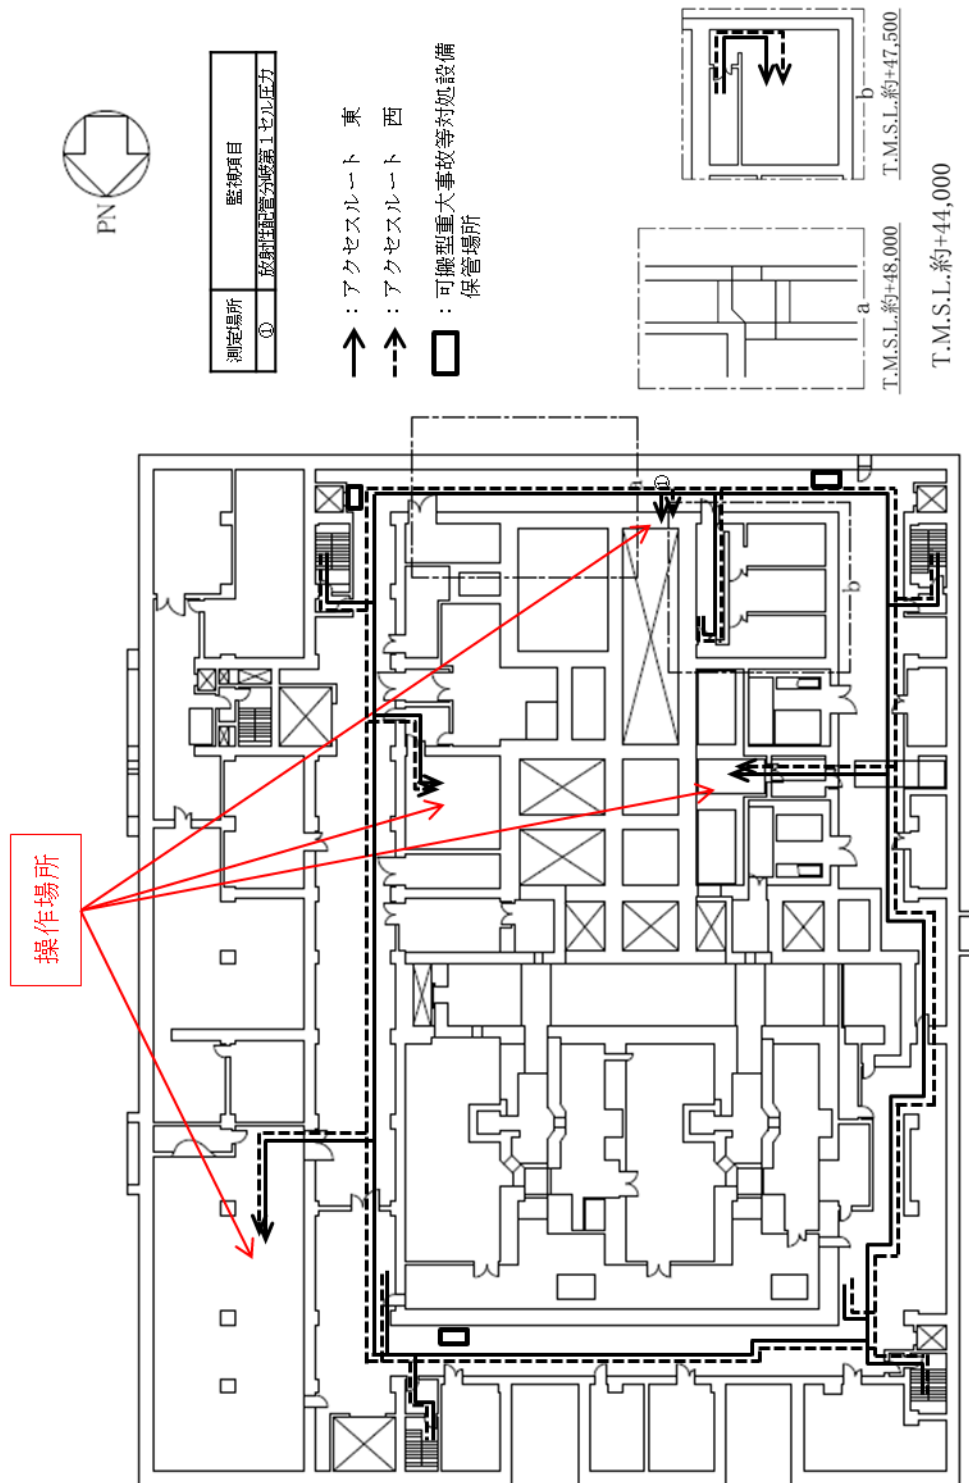 PN
測定場所 監視項目
① 放射性配管分岐第1セル圧力
: アクセスルート 東
: アクセスルート 西
: 可搬型重大事故等対処設備
保管場所
a
T.M.S.L.約+48,000
b
T.M.S.L.約+47,500
T.M.S.L.約+44,000
操作場所
a
①
b